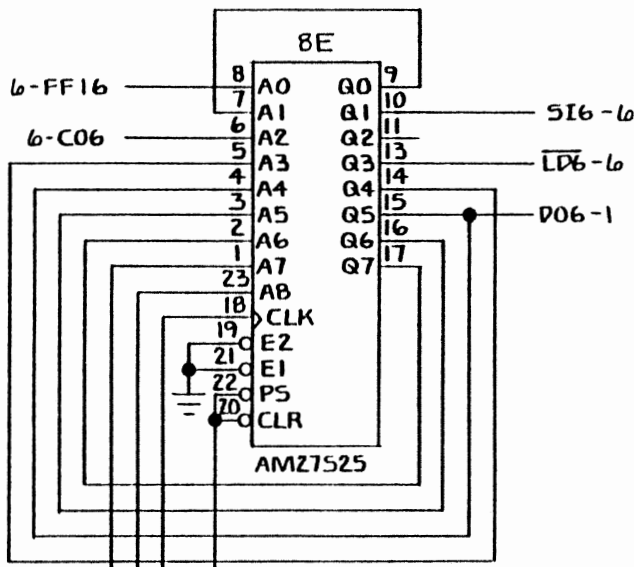 8E
8 A0 Q0 9
6-FF16
7 A1 Q1 10 SI6-6
6 A2 Q2 11
6-C06
5 A3 Q3 13 LD6-6
4 A4 Q4 14
3 A5 Q5 15 D06-1
2 A6 Q6 16
1 A7 Q7 17
23 A8
18 CLK
19 E2
21 E1
22 PS
20 CLR
AM27S25